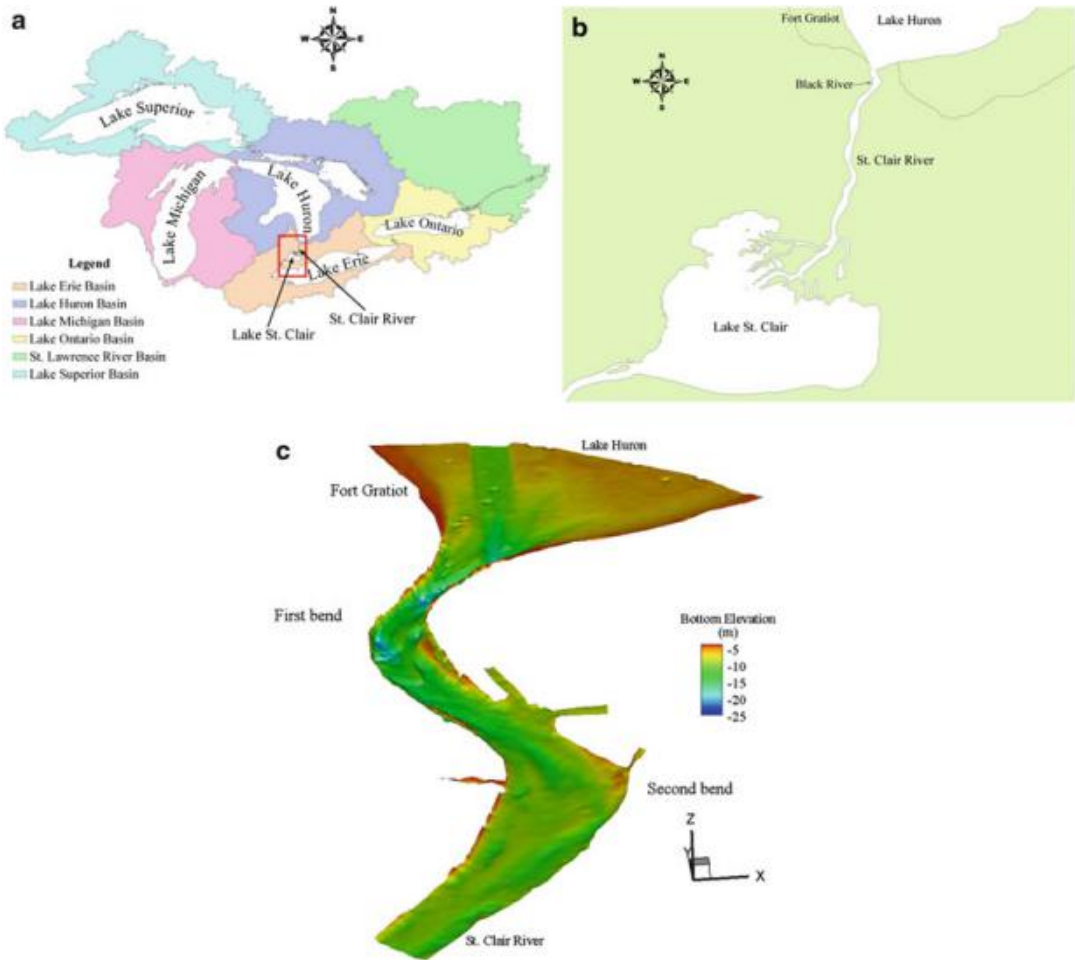 a
N
W
E
S
Lake Superior
Lake Michigan
Lake Huron
Lake Ontario
Lake Erie
Legend
Lake Erie Basin
Lake Huron Basin
Lake Michigan Basin
Lake Ontario Basin
St. Lawrence River Basin
Lake Superior Basin
St. Clair River
Lake St. Clair
b
Fort Gratiot
Lake Huron
N
W
E
S
Black River
St. Clair River
Lake St. Clair
c
Lake Huron
Fort Gratiot
First bend
Bottom Elevation
(m)
-5
-10
-15
-20
-25
Second bend
Z
Y
X
St. Clair River